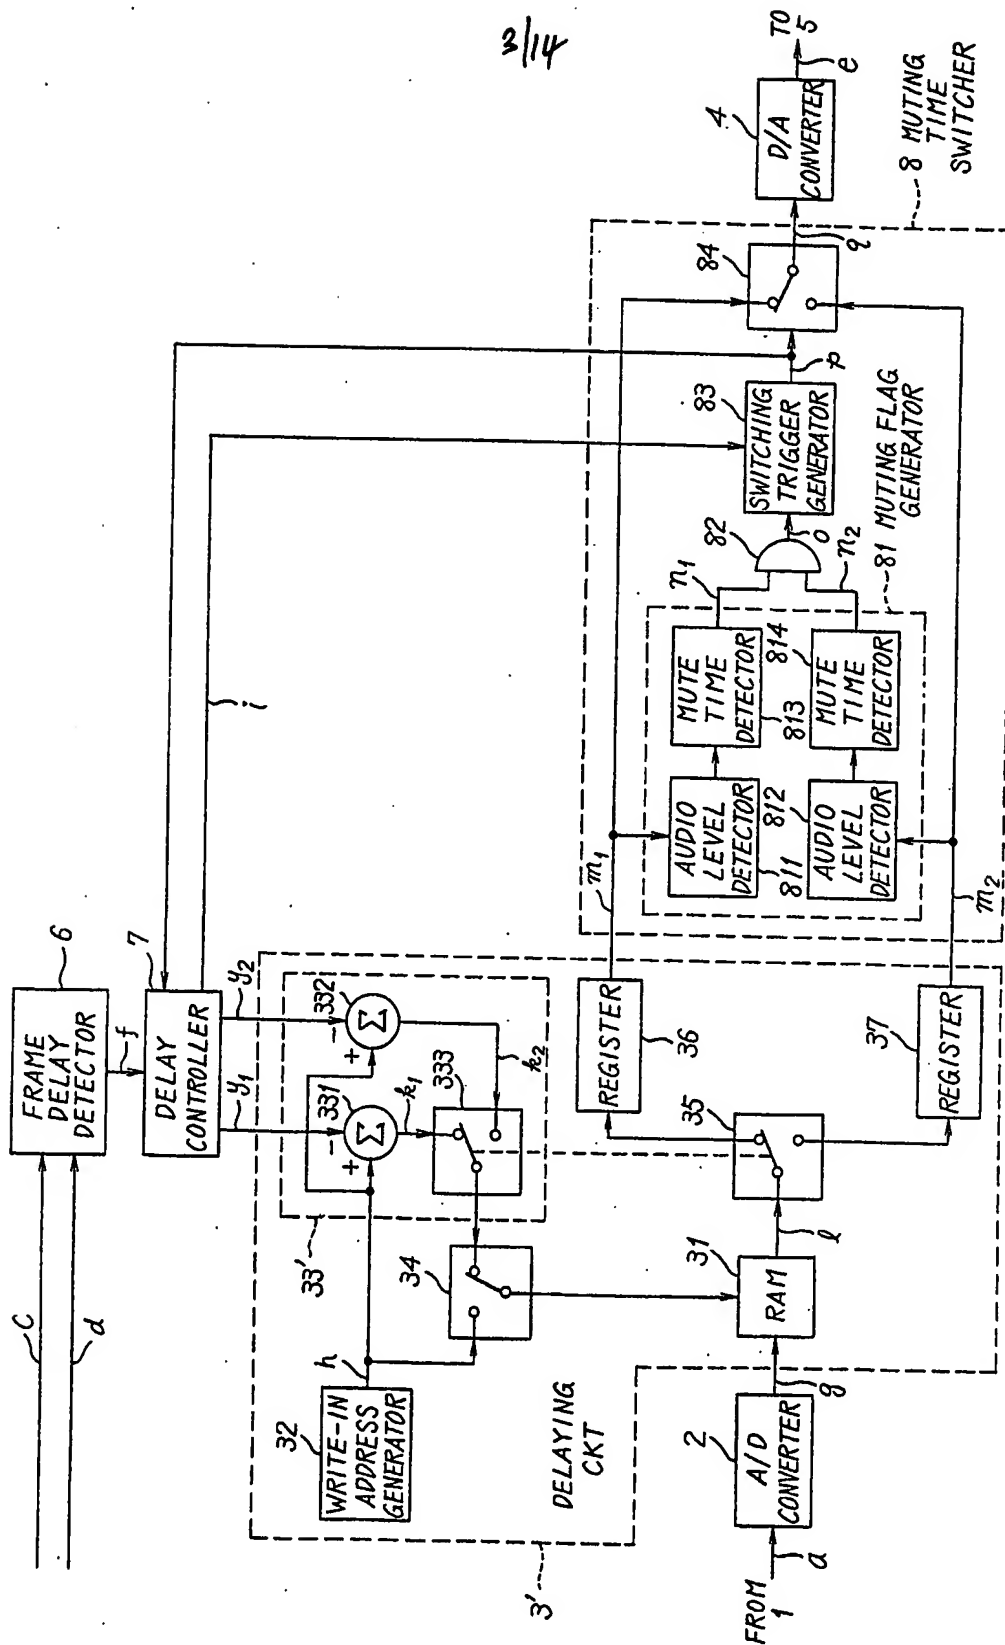 3/14
C
d
6
FRAME
DELAY
DETECTOR
f
7
DELAY
CONTROLLER
y1
y2
i
32
WRITE-IN
ADDRESS
GENERATOR
h
33'
+
-
Σ
331
+
-
Σ
332
k1
k2
333
34
DELAYING
CKT
3'
FROM
1
a
2
A/D
CONVERTER
g
31
RAM
l
35
REGISTER
36
REGISTER
37
m1
m2
AUDIO
LEVEL
DETECTOR
811
AUDIO
LEVEL
DETECTOR
812
MUTE
TIME
DETECTOR
813
MUTE
TIME
DETECTOR
814
n1
n2
81 MUTING FLAG
GENERATOR
82
o
83
SWITCHING
TRIGGER
GENERATOR
p
84
q
8 MUTING
TIME
SWITCHER
4
D/A
CONVERTER
e
TO
5